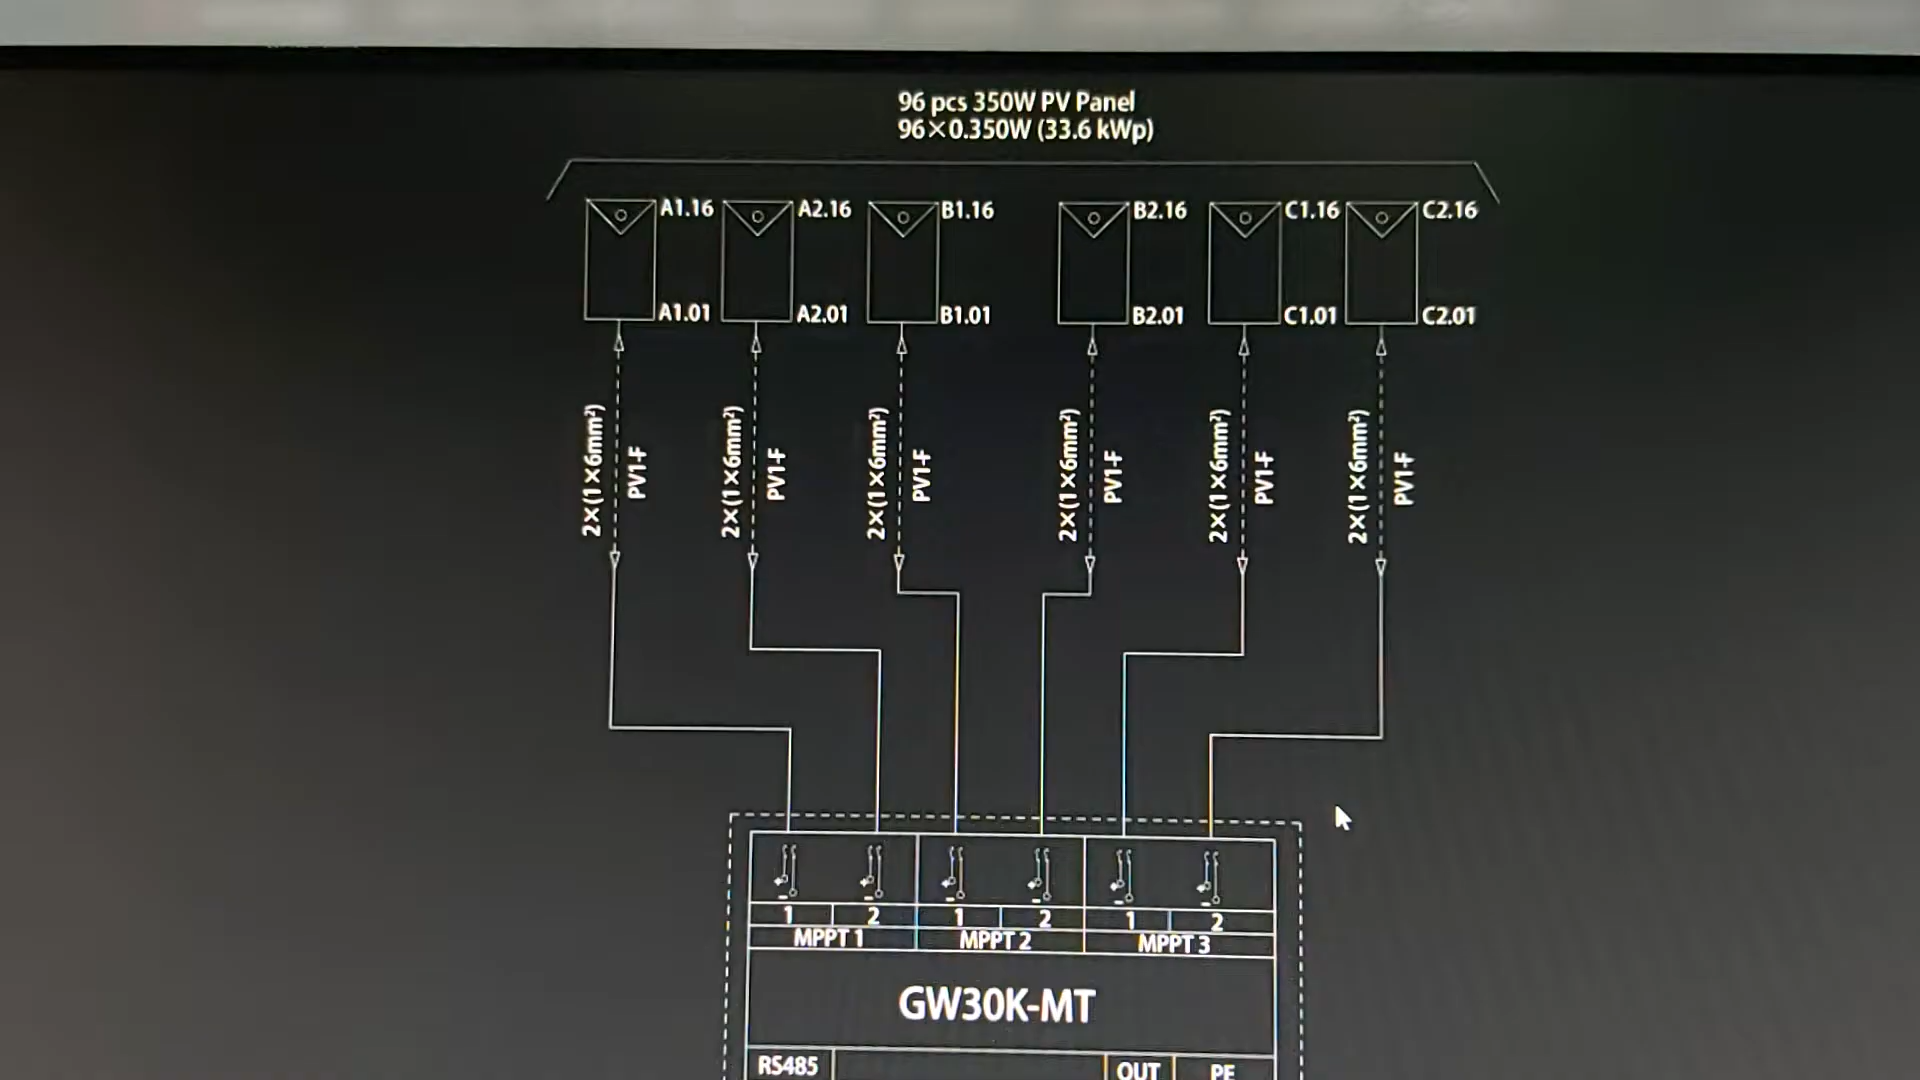 96 pcs 350W PV Panel
96×0.350W (33.6 kWp)
A1.16
A2.16
B1.16
B2.16
C1.16
C2.16
A1.01
A2.01
B1.01
B2.01
C1.01
C2.01
2×(1×6mm²)
PV1-F
2×(1×6mm²)
PV1-F
2×(1×6mm²)
PV1-F
2×(1×6mm²)
PV1-F
2×(1×6mm²)
PV1-F
2×(1×6mm²)
PV1-F
1 2 1 2 1 2
MPPT 1 MPPT 2 MPPT 3
GW30K-MT
RS485 OUT PE